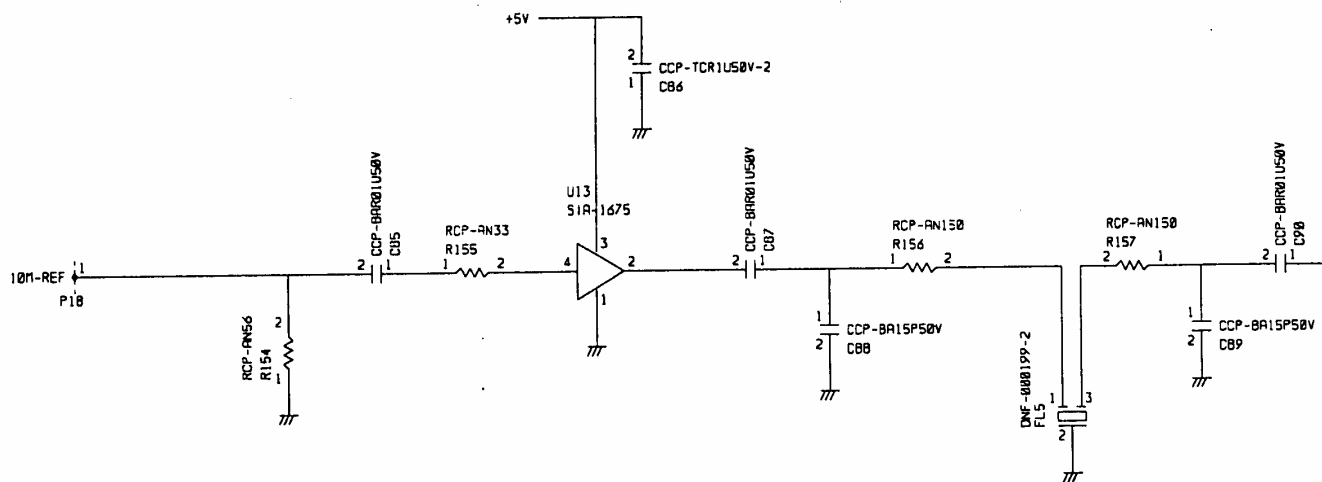 +5V
2
CCP-TCR1U50V-2
1
C86
CCP-BAR01U50V
C85
U13
SIA-1675
CCP-BAR01U50V
C87
CCP-BAR01U50V
C90
RCP-AN33
R155
3
RCP-AN150
R156
RCP-AN150
R157
10M-REF
1
P18
2
1
1
2
4
2
2
1
1
2
2
1
2
1
RCP-AN56
R154
2
1
1
CCP-BA15P50V
2
C88
1
CCP-BA15P50V
2
C89
DNF-000199-2
FL5
1
3
2